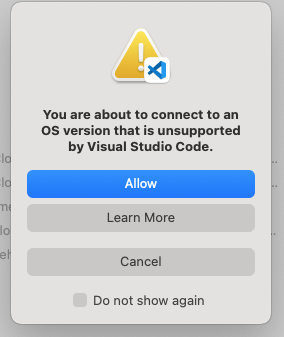 You are about to connect to an
OS version that is unsupported
by Visual Studio Code.
Allow
Learn More
Cancel
Do not show again